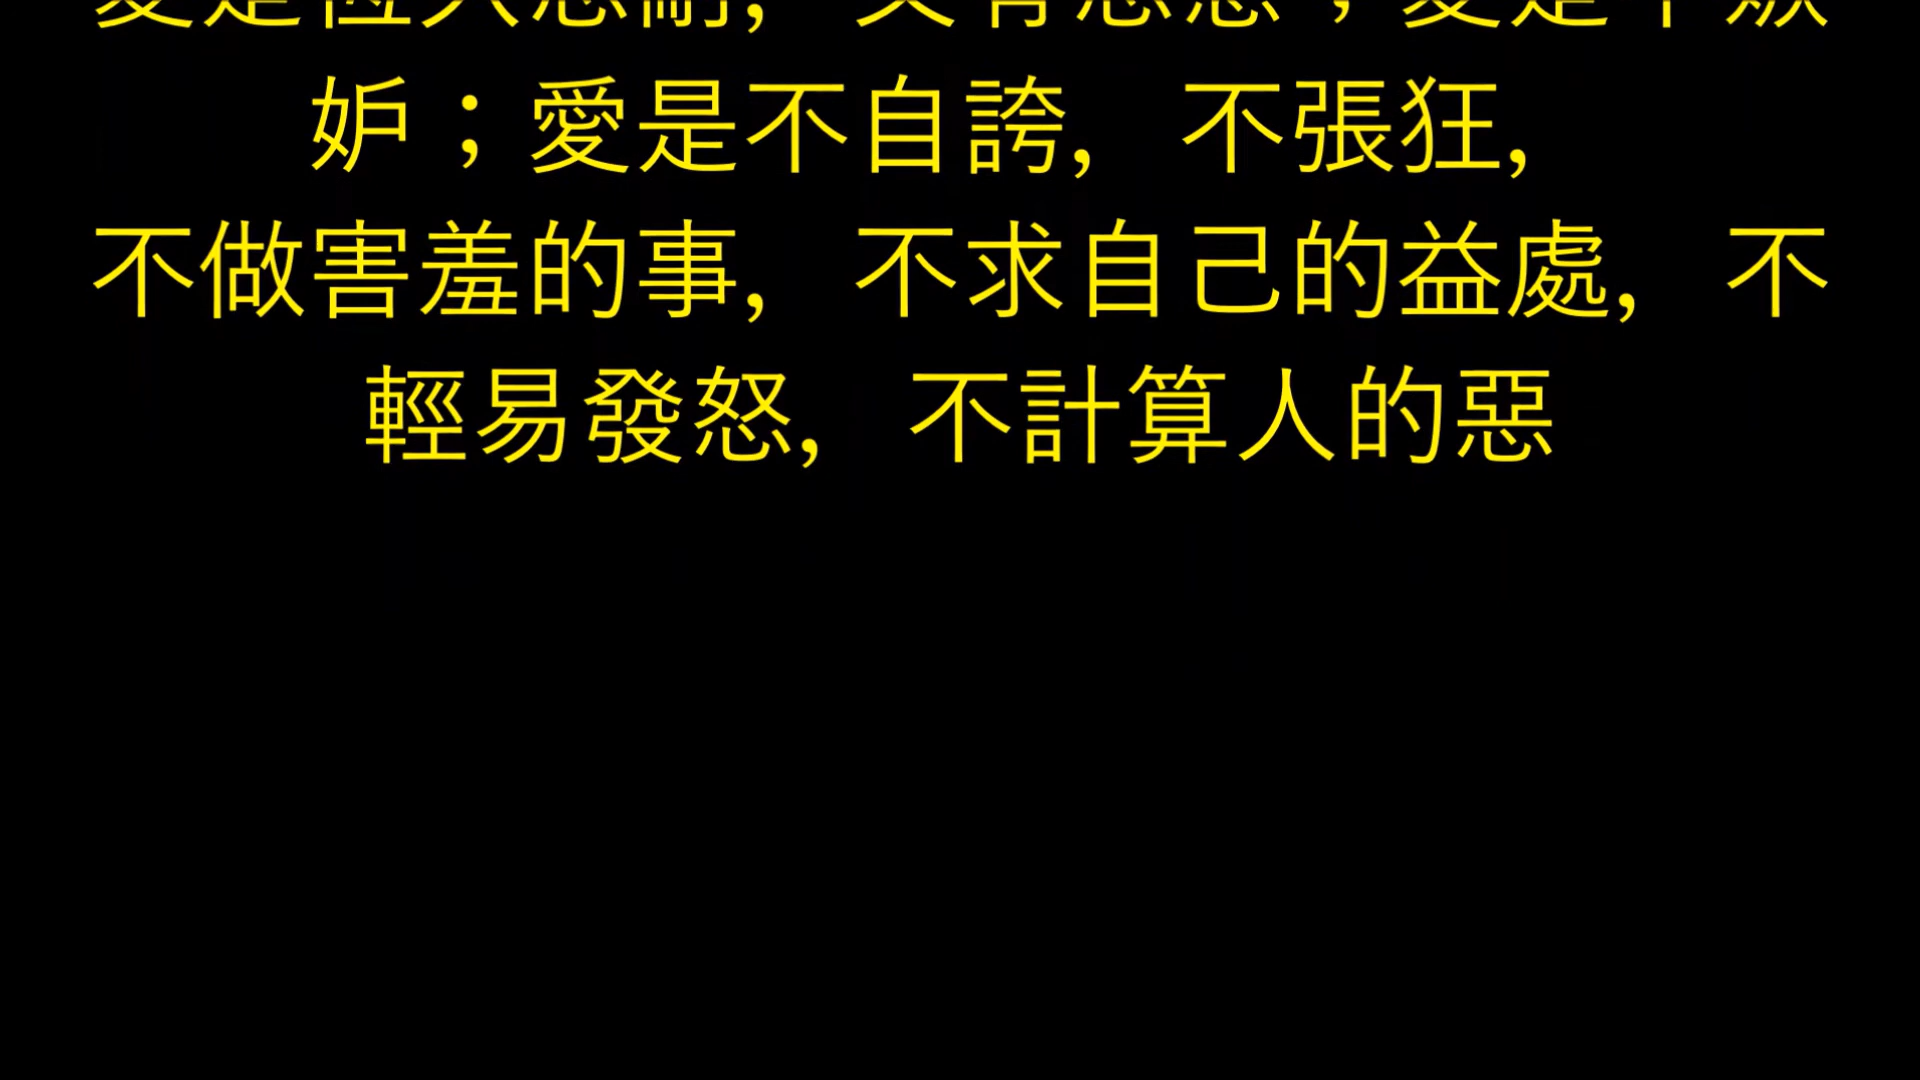 妒；愛是不自誇, 不張狂,
不做害羞的事, 不求自己的益處, 不
輕易發怒, 不計算人的惡